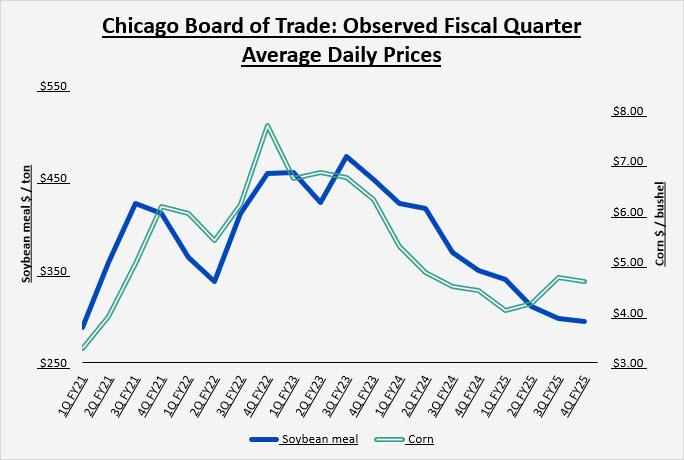 Chicago Board of Trade: Observed Fiscal Quarter
Average Daily Prices
$550
$450
$350
$250
Soybean meal $ / ton
$8.00
$7.00
$6.00
$5.00
$4.00
$3.00
Corn $ / bushel
1Q FY21
2Q FY21
3Q FY21
4Q FY21
1Q FY22
2Q FY22
3Q FY22
4Q FY22
1Q FY23
2Q FY23
3Q FY23
4Q FY23
1Q FY24
2Q FY24
3Q FY24
4Q FY24
1Q FY25
2Q FY25
3Q FY25
4Q FY25
Soybean meal
Corn